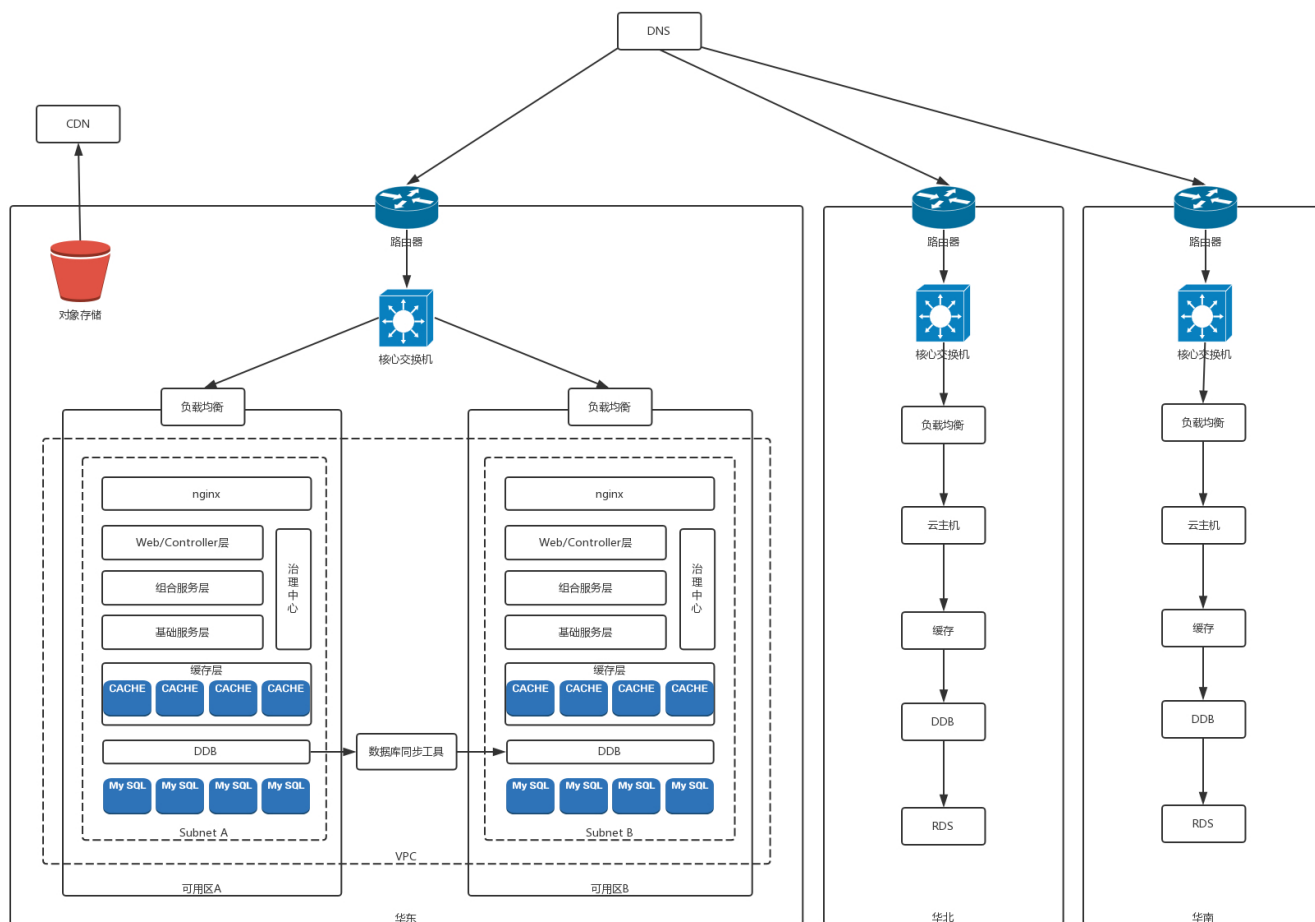 DNS
CDN
路由器
路由器
路由器
对象存储
核心交换机
核心交换机
核心交换机
负载均衡
负载均衡
负载均衡
负载均衡
nginx
Web/Controller层
组合服务层
基础服务层
治理中心
缓存层
CACHE CACHE CACHE CACHE
DDB
My SQL My SQL My SQL My SQL
Subnet A
可用区A
数据库同步工具
nginx
Web/Controller层
组合服务层
基础服务层
治理中心
缓存层
CACHE CACHE CACHE CACHE
DDB
My SQL My SQL My SQL My SQL
Subnet B
可用区B
VPC
华东
云主机
缓存
DDB
RDS
华北
云主机
缓存
DDB
RDS
华南